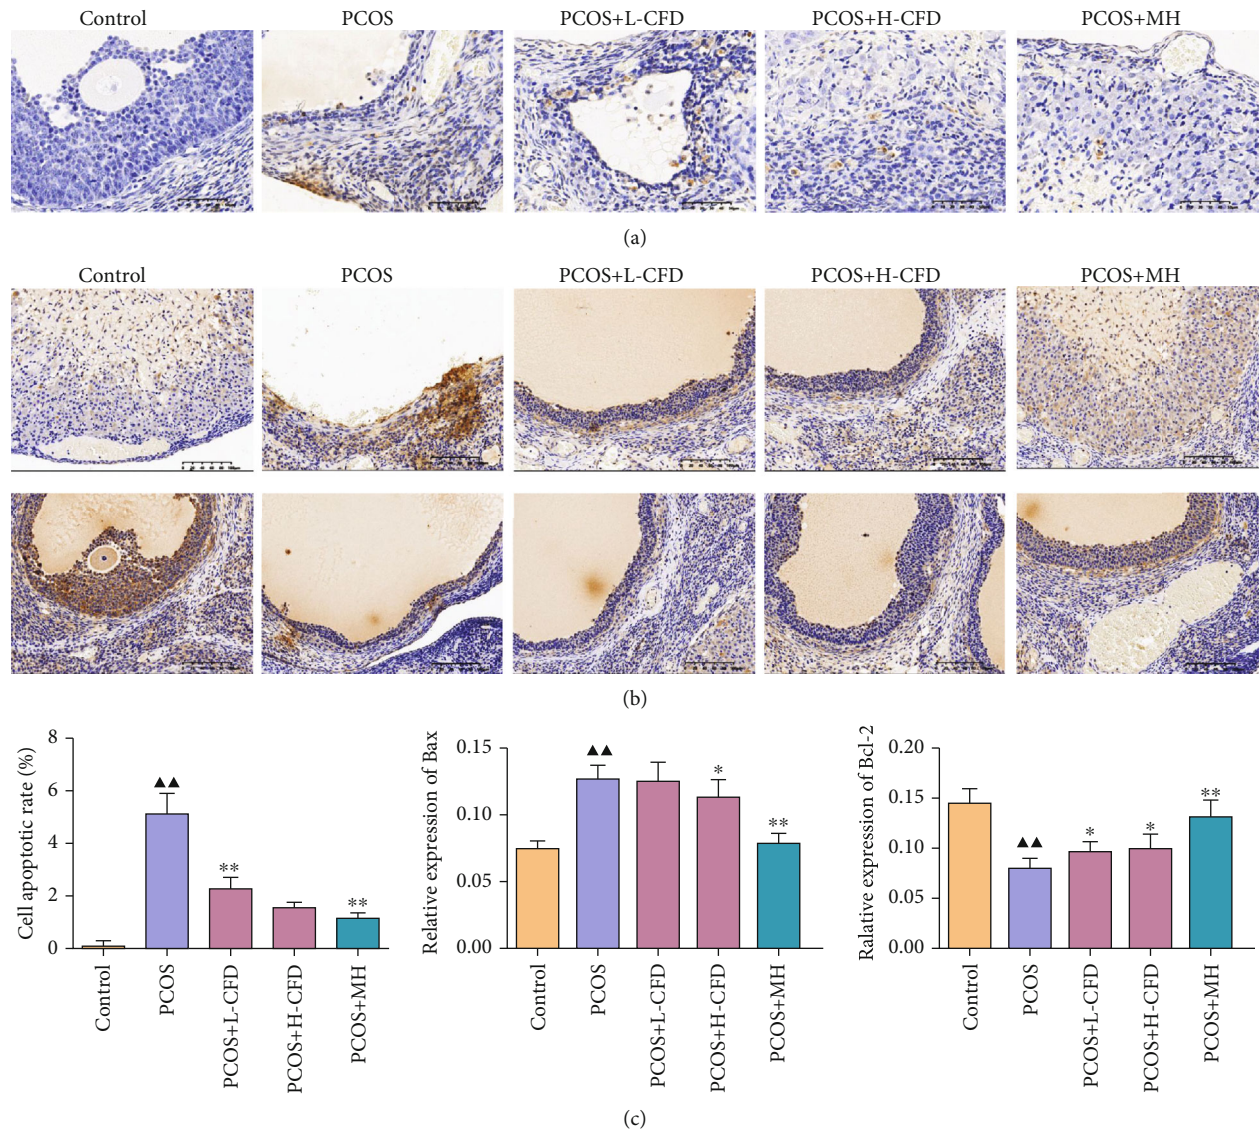 Control PCOS PCOS+L-CFD PCOS+H-CFD PCOS+MH
(a)
Control PCOS PCOS+L-CFD PCOS+H-CFD PCOS+MH
(b)
Cell apoptotic rate (%)
8
6
4
2
0
▲▲
**
**
Control
PCOS
PCOS+L-CFD
PCOS+H-CFD
PCOS+MH
Relative expression of Bax
0.15
0.10
0.05
0.00
▲▲
*
**
Control
PCOS
PCOS+L-CFD
PCOS+H-CFD
PCOS+MH
Ralative expression of Bcl-2
0.20
0.15
0.10
0.05
0.00
▲▲
*
*
**
Control
PCOS
PCOS+L-CFD
PCOS+H-CFD
PCOS+MH
(c)